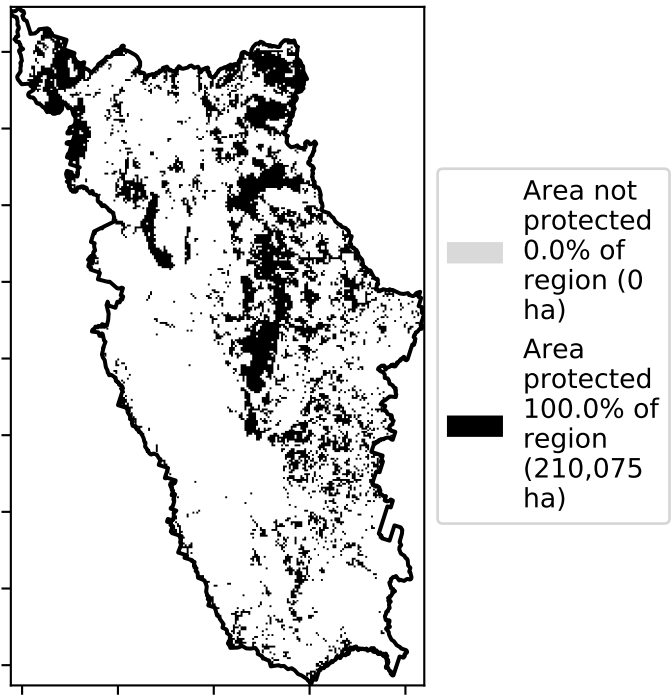 Area not
protected
0.0% of
region (0
ha)
Area
protected
100.0% of
region
(210,075
ha)